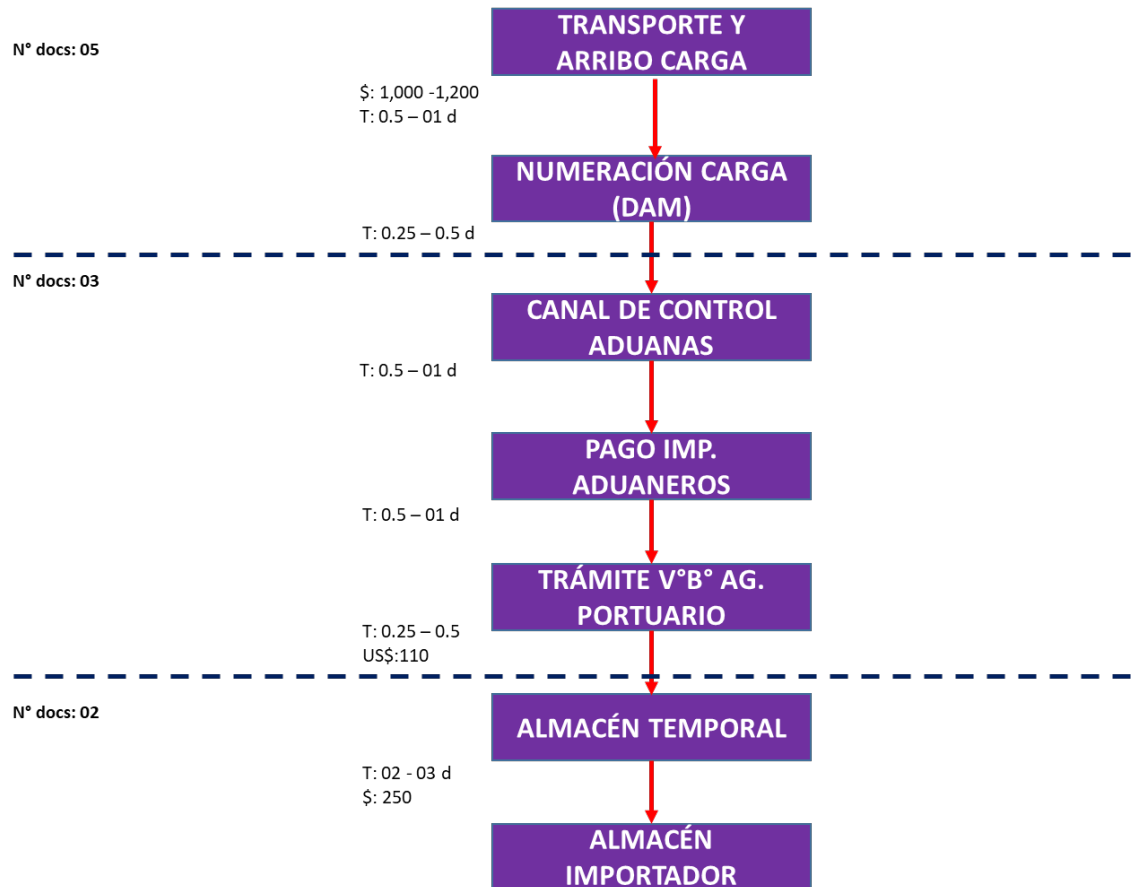 TRANSPORTE Y
ARRIBO CARGA
N° docs: 05
$: 1,000 -1,200
T: 0.5 – 01 d
NUMERACIÓN CARGA
(DAM)
T: 0.25 – 0.5 d
N° docs: 03
CANAL DE CONTROL
ADUANAS
T: 0.5 – 01 d
PAGO IMP.
ADUANEROS
T: 0.5 – 01 d
TRÁMITE V°B° AG.
PORTUARIO
T: 0.25 – 0.5
US$:110
N° docs: 02
ALMACÉN TEMPORAL
T: 02 - 03 d
$: 250
ALMACÉN
IMPORTADOR